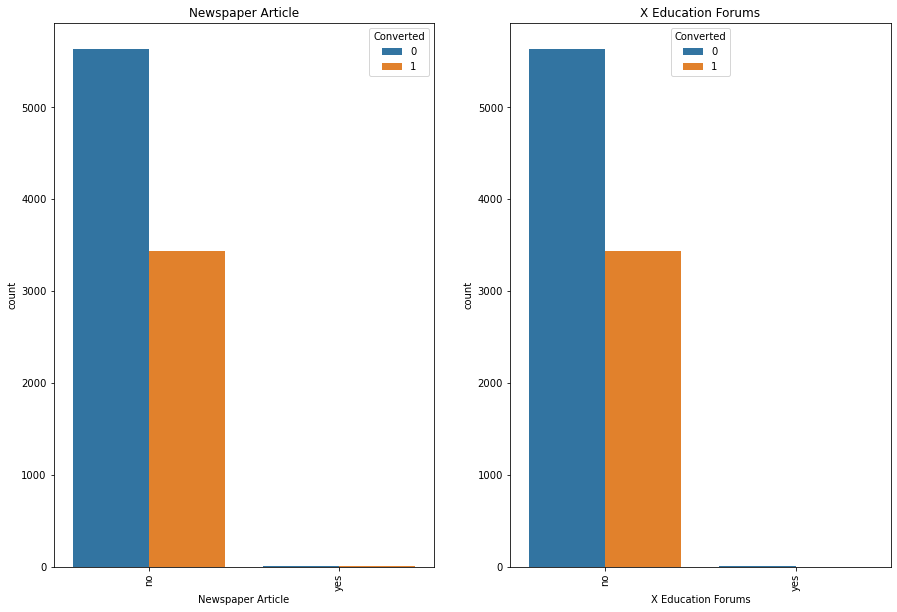 Newspaper Article
Converted
0
1
5000
4000
3000
2000
1000
0
count
no
yes
Newspaper Article
X Education Forums
Converted
0
1
5000
4000
3000
2000
1000
0
count
no
yes
X Education Forums